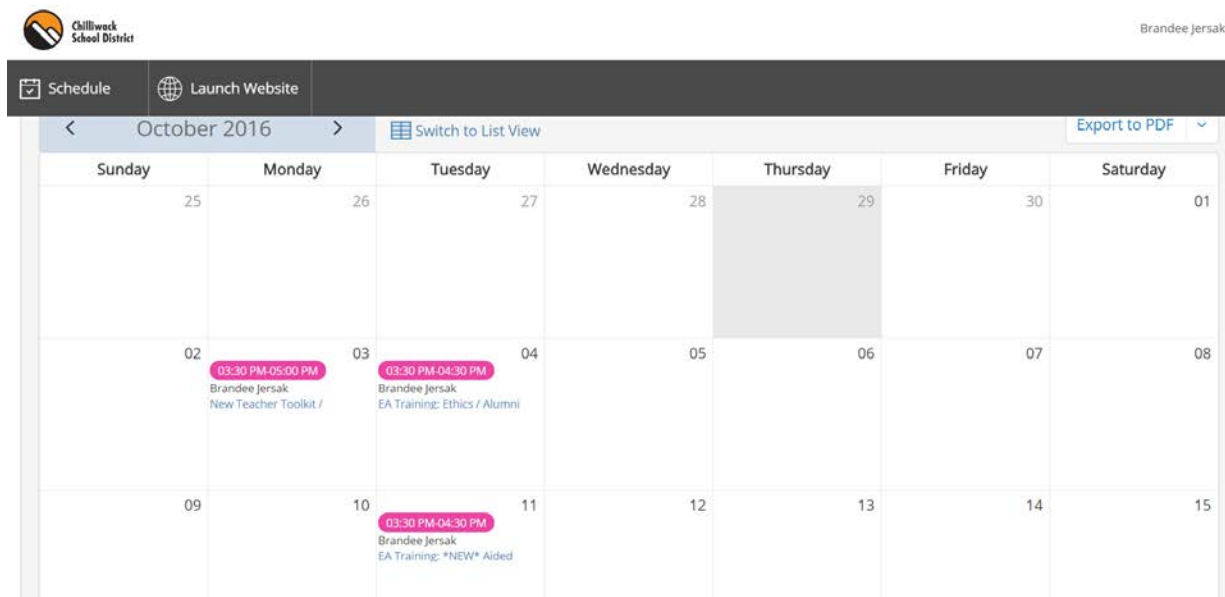 Chilliwack
School District
Brandee Jersak
Schedule
Launch Website
October 2016
Switch to List View
Export to PDF
Sunday Monday Tuesday Wednesday Thursday Friday Saturday
25 26 27 28 29 30 01
02 03 04 05 06 07 08
03:30 PM-05:00 PM
Brandee Jersak
New Teacher Toolkit /
03:30 PM-04:30 PM
Brandee Jersak
EA Training: Ethics / Alumni
09 10 11 12 13 14 15
03:30 PM-04:30 PM
Brandee Jersak
EA Training: *NEW* Aided